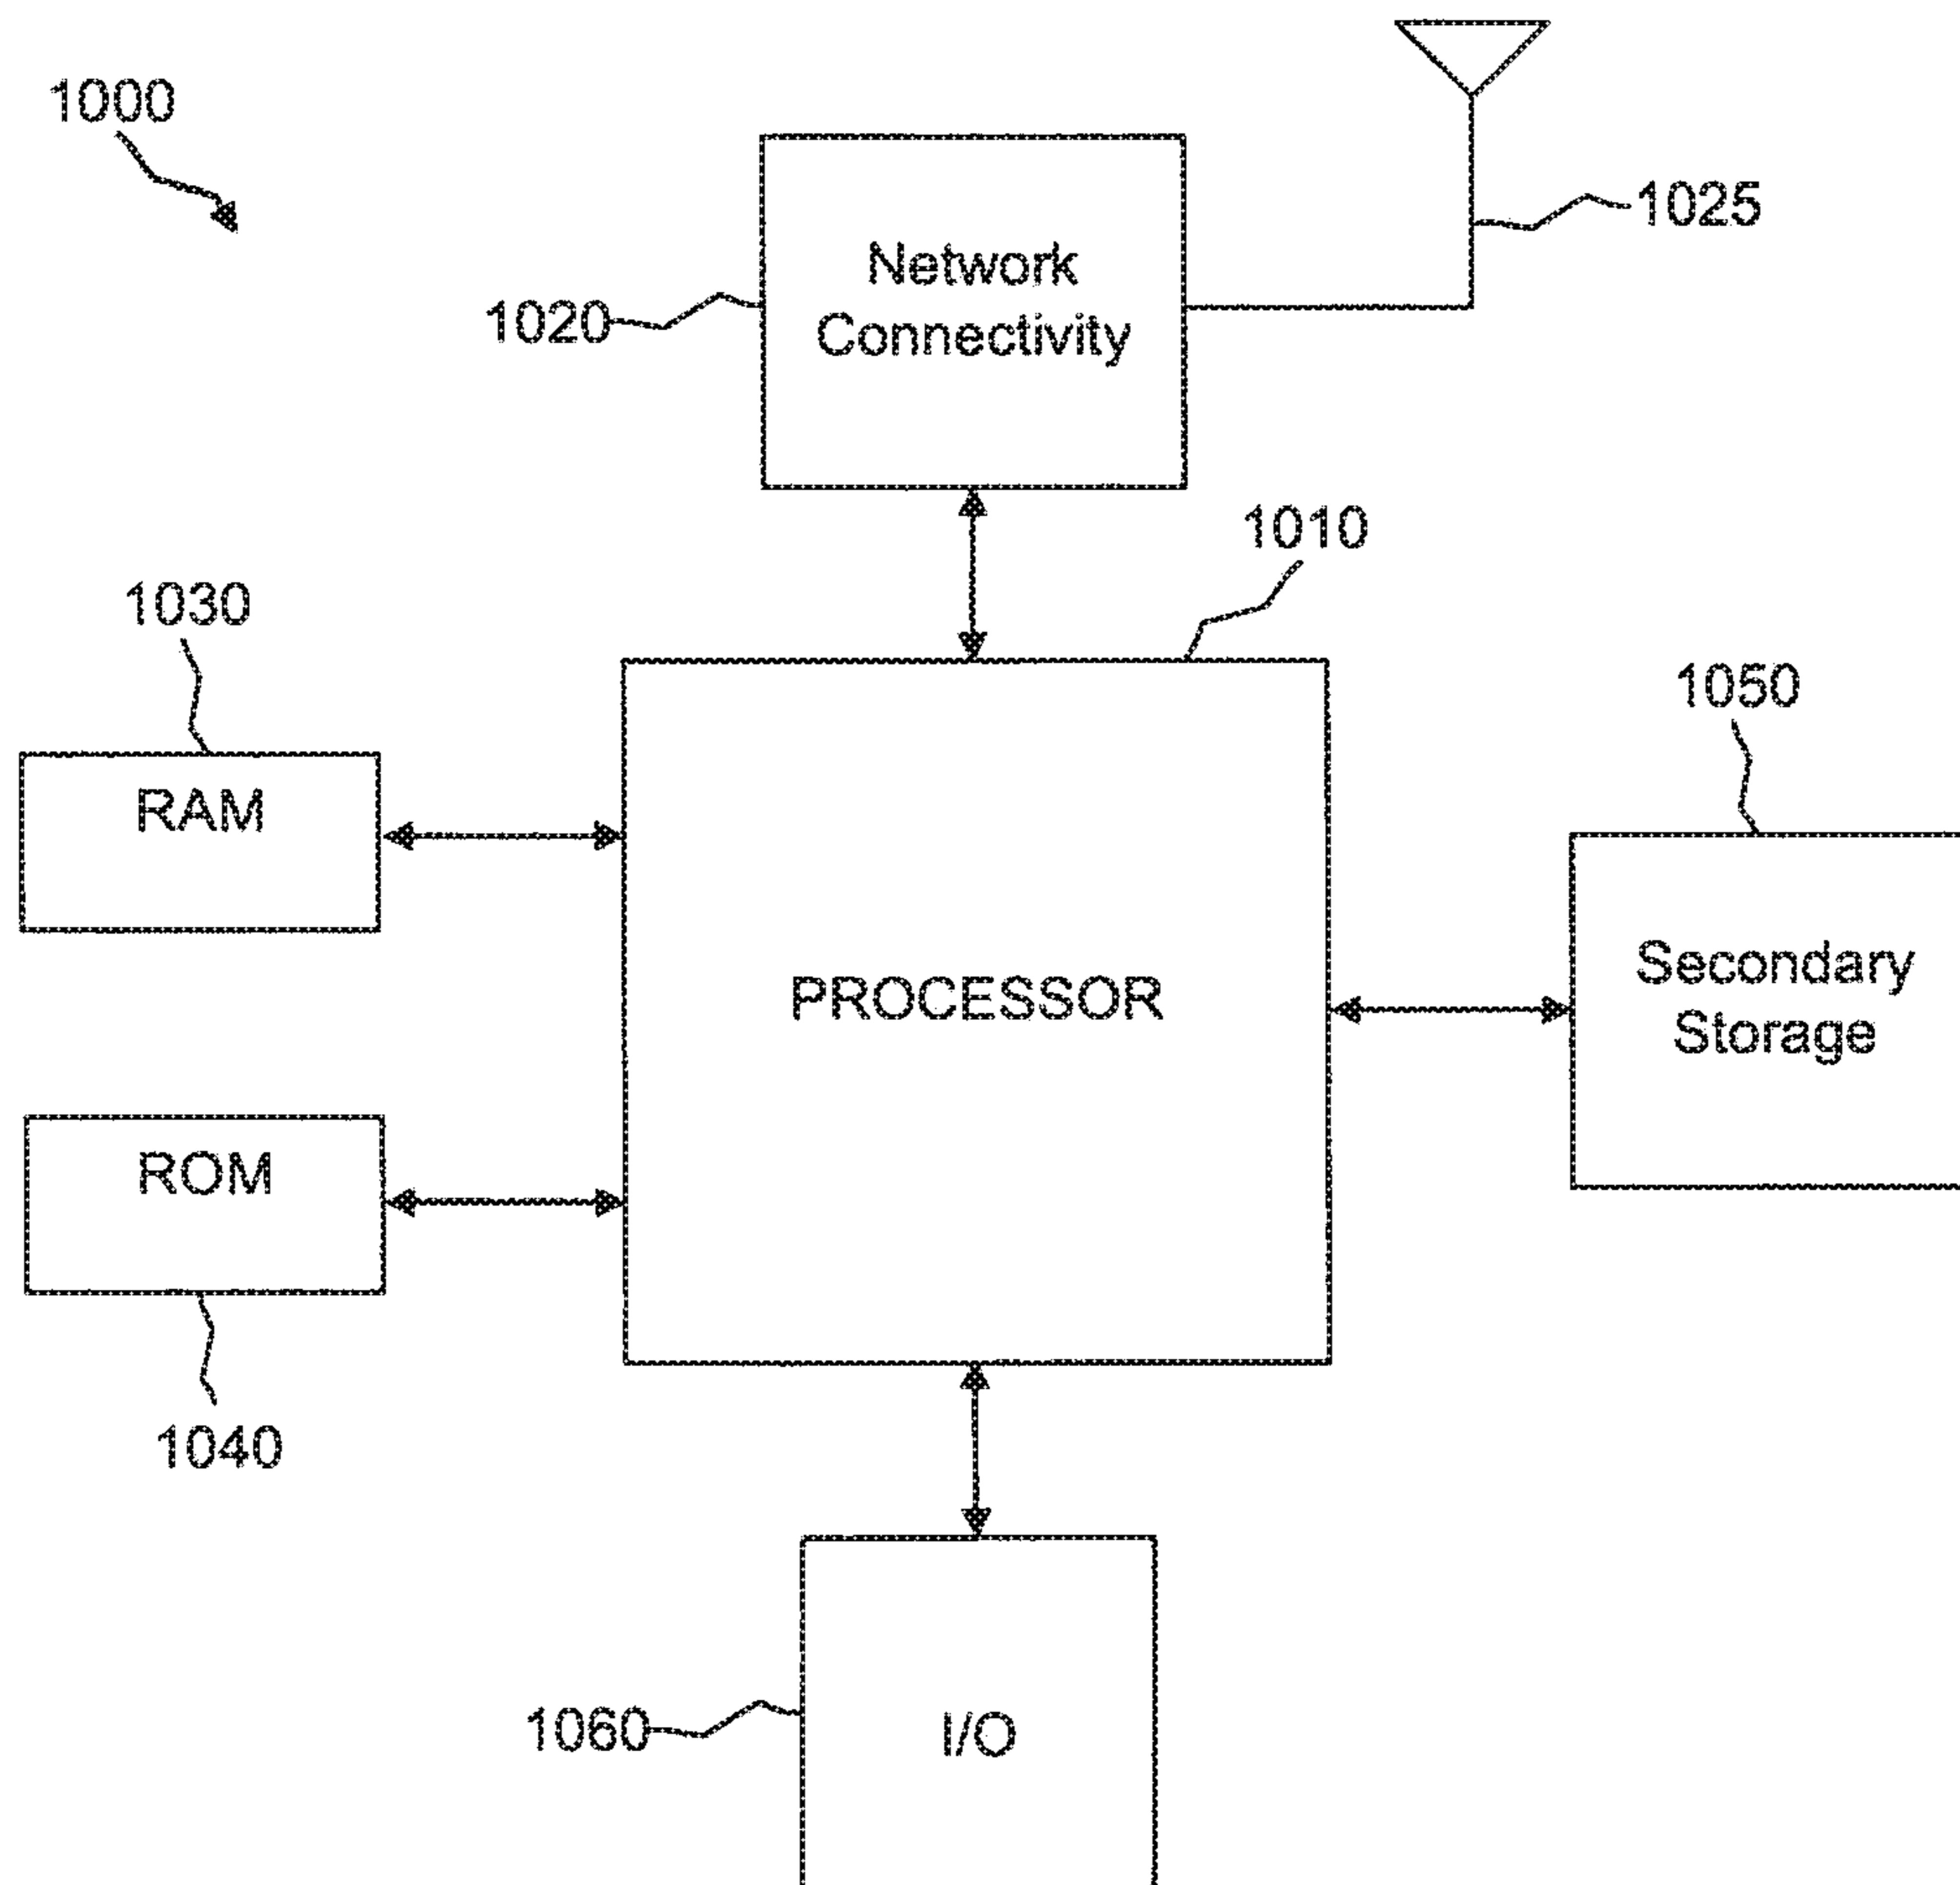 1000
1025
Network
Connectivity
1020
1010
1030
1050
RAM
Secondary
Storage
PROCESSOR
ROM
1040
1060
I/O